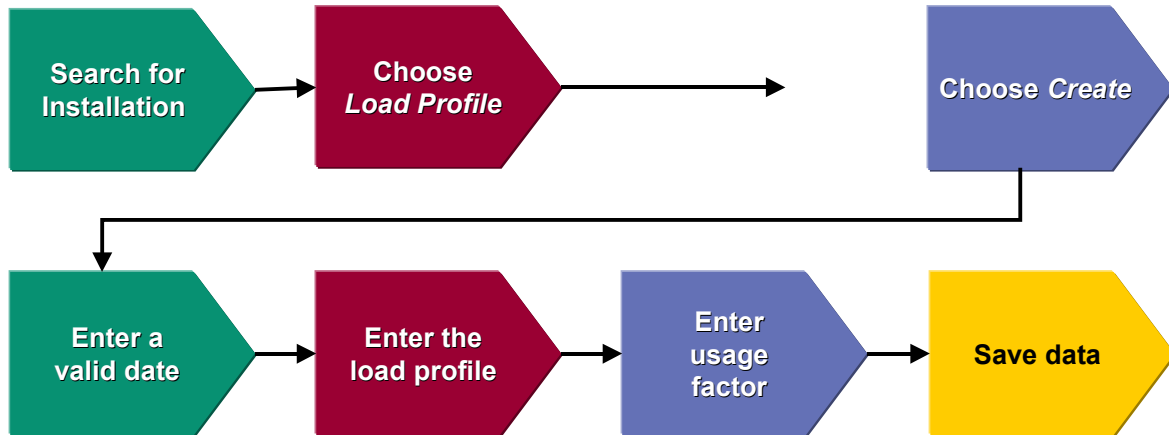 Search for
Installation
Choose
Load Profile
Choose Create
Enter a
valid date
Enter the
load profile
Enter
usage
factor
Save data